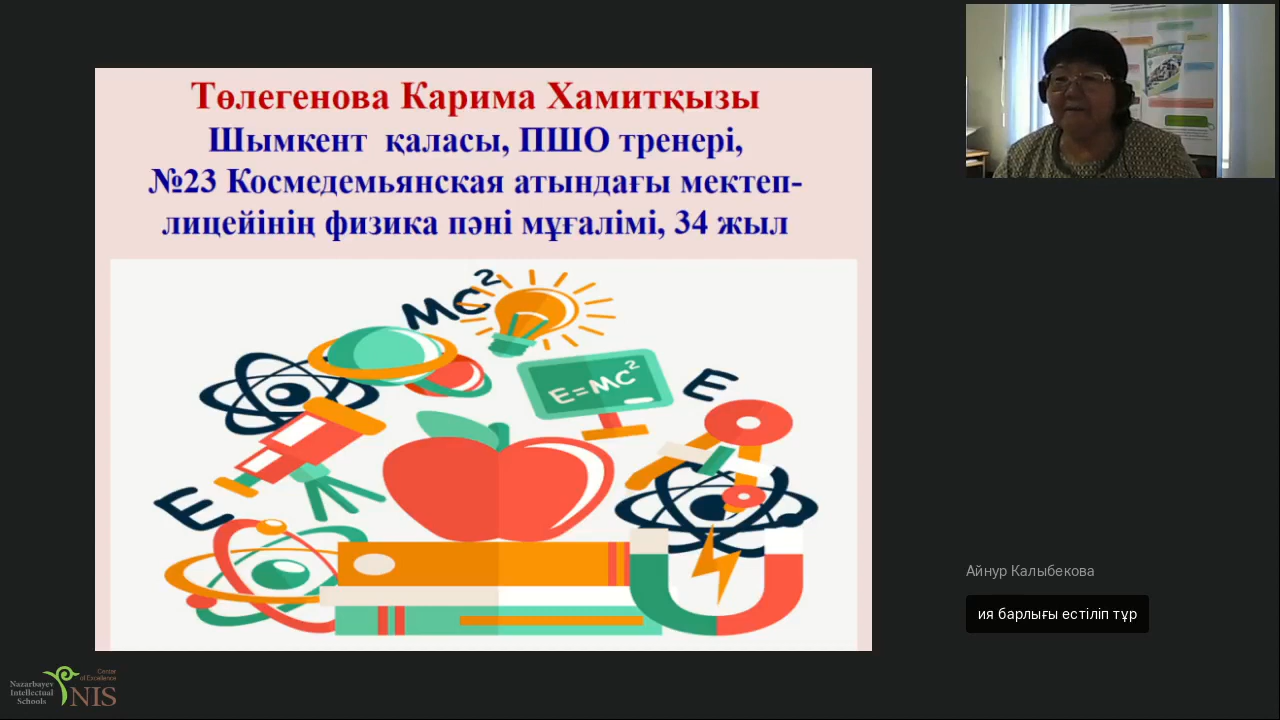 Төлегенова Карима Хамитқызы
Шымкент қаласы, ПШО тренері,
№23 Космедемьянская атындағы мектеп-
лицейінің физика пәні мұғалімі, 34 жыл
MC²
E=MC²
E
E
Айнур Калыбекова
ия барлығы естіліп тұр
Nazarbayev
Intellectual
Schools
NIS
Center
of Excellence